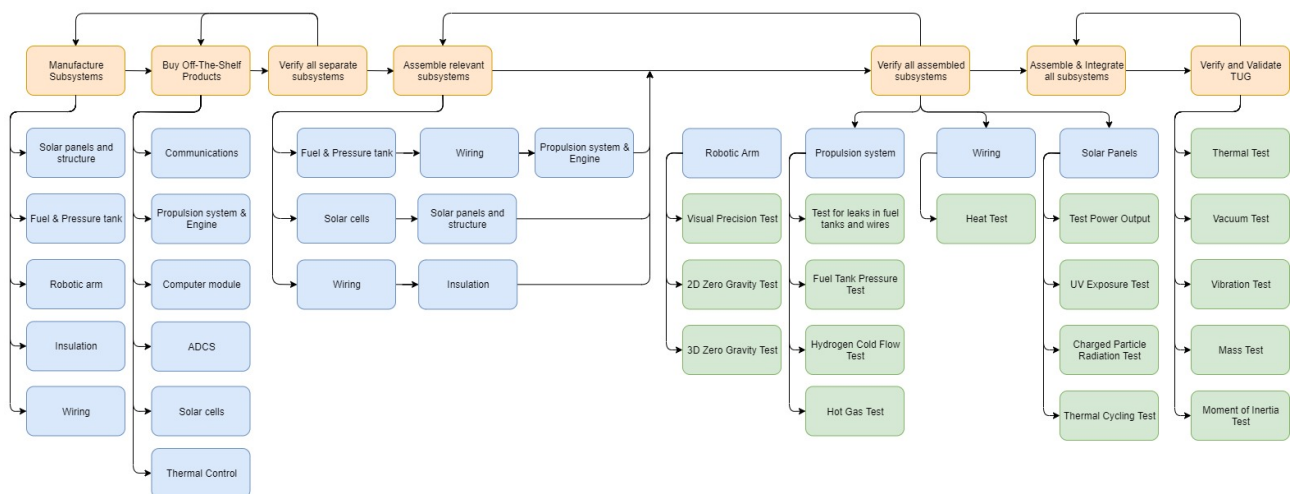 Manufacture
Subsystems
Buy Off-The-Shelf
Products
Verify all separate
subsystems
Assemble relevant
subsystems
Verify all assembled
subsystems
Assemble & Integrate
all subsystems
Verify and Validate
TUG
Solar panels and
structure
Fuel & Pressure tank
Robotic arm
Insulation
Wiring
Communications
Propulsion system &
Engine
Computer module
ADCS
Solar cells
Thermal Control
Fuel & Pressure tank
Wiring
Propulsion system &
Engine
Solar cells
Solar panels and
structure
Wiring
Insulation
Robotic Arm
Visual Precision Test
2D Zero Gravity Test
3D Zero Gravity Test
Propulsion system
Test for leaks in fuel
tanks and wires
Fuel Tank Pressure
Test
Hydrogen Cold Flow
Test
Hot Gas Test
Wiring
Heat Test
Solar Panels
Test Power Output
UV Exposure Test
Charged Particle
Radiation Test
Thermal Cycling Test
Thermal Test
Vacuum Test
Vibration Test
Mass Test
Moment of Inertia
Test